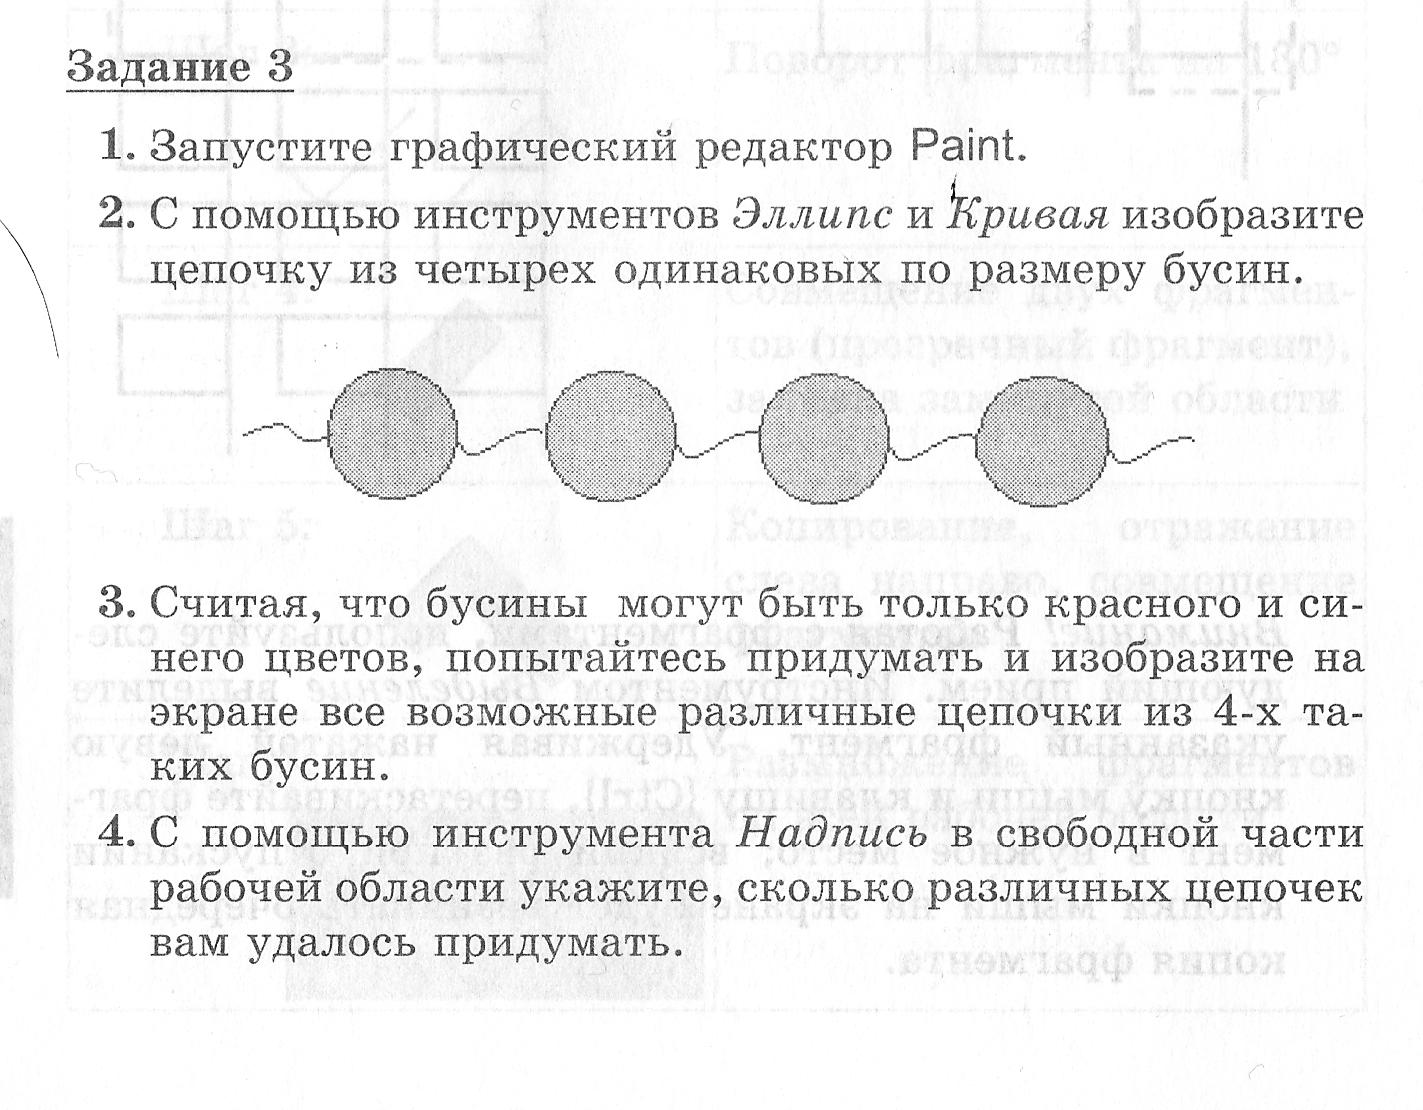 Задание 3
1. Запустите графический редактор Paint.
2. С помощью инструментов Эллипс и Кривая изобразите
цепочку из четырех одинаковых по размеру бусин.
3. Считая, что бусины могут быть только красного и си-
него цветов, попытайтесь придумать и изобразите на
экране все возможные различные цепочки из 4-х та-
ких бусин.
4. С помощью инструмента Надпись в свободной части
рабочей области укажите, сколько различных цепочек
вам удалось придумать.